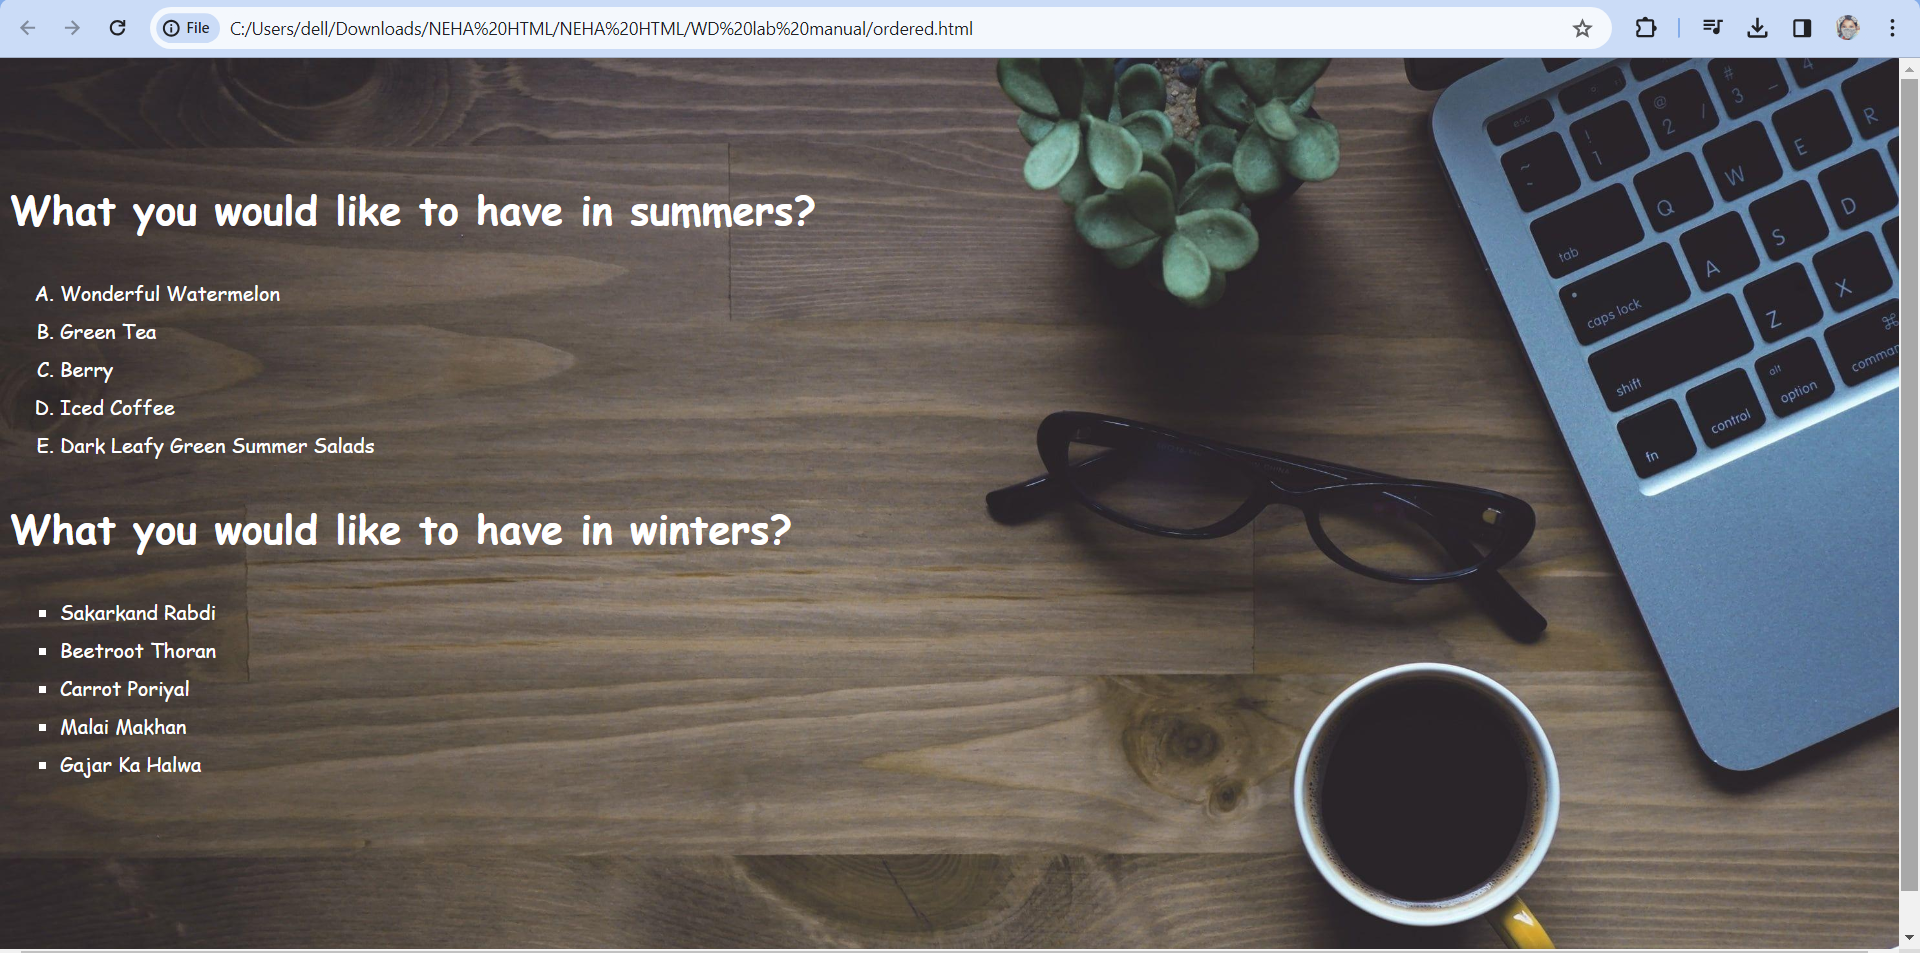 File C:/Users/dell/Downloads/NEHA%20HTML/NEHA%20HTML/WD%20lab%20manual/ordered.html
What you would like to have in summers?
A. Wonderful Watermelon
B. Green Tea
C. Berry
D. Iced Coffee
E. Dark Leafy Green Summer Salads
What you would like to have in winters?
▪ Sakarkand Rabdi
▪ Beetroot Thoran
▪ Carrot Poriyal
▪ Malai Makhan
▪ Gajar Ka Halwa
esc
~ - ! 1 @ 2 # 3 4
tab Q W E R
caps lock A S D
shift Z X
fn control alt option ⌘